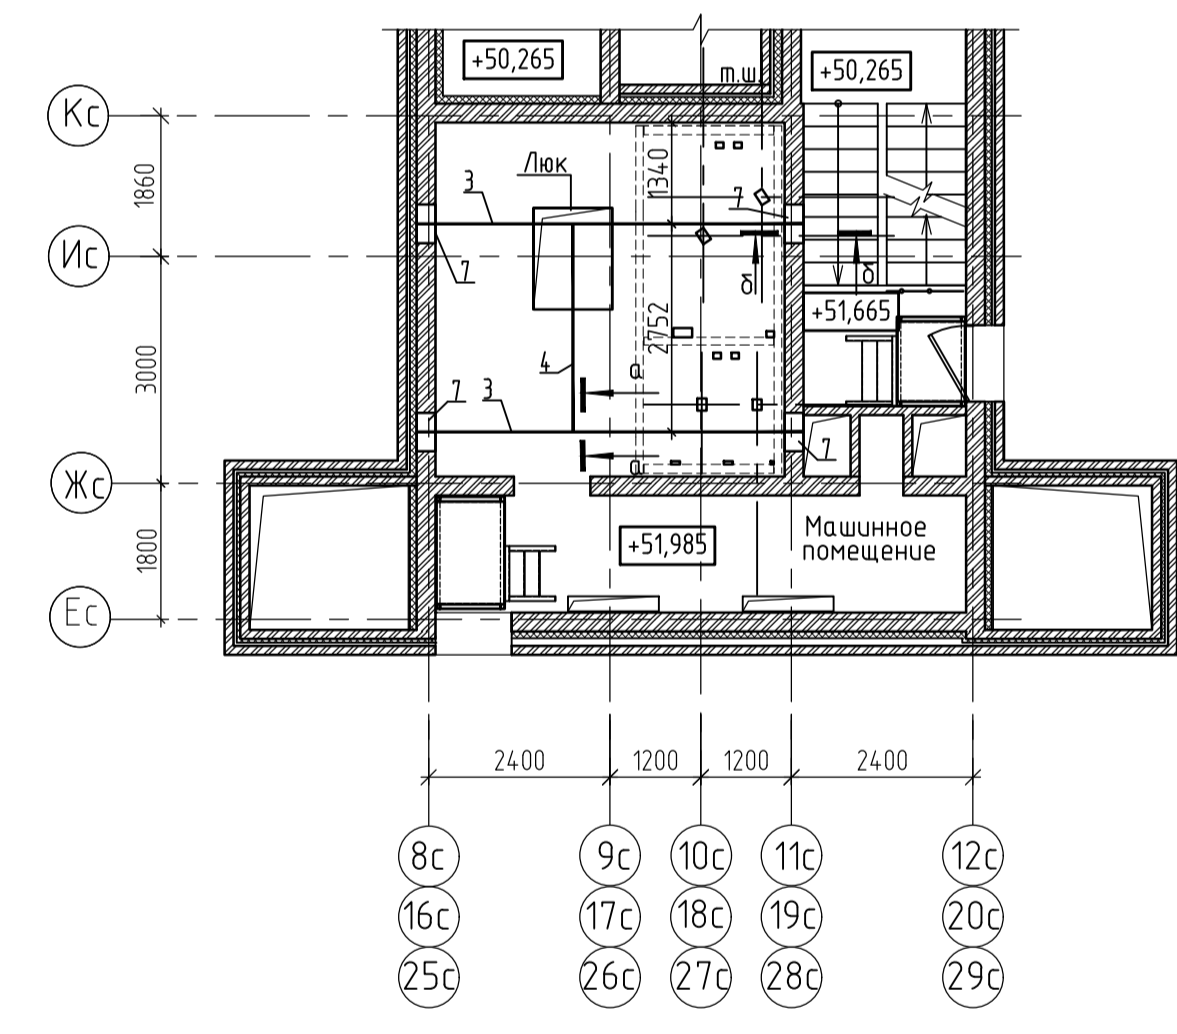 +50,265
т.ш.
+50,265
Кс
1860
Люк
3
1340
7
Ис
7
б
б
+51,665
3000
2752
4
а
7
3
7
а
Жс
1800
+51,985
Машинное
помещение
Ес
2400
1200
1200
2400
8с
9с
10с
11с
12с
16с
17с
18с
19с
20с
25с
26с
27с
28с
29с